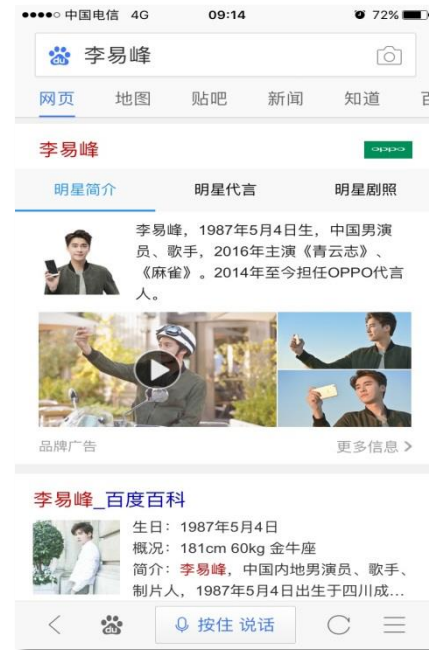 中国电信 4G 09:14 72%
du 李易峰
网页 地图 贴吧 新闻 知道
李易峰 oppo
明星简介 明星代言 明星剧照
李易峰，1987年5月4日生，中国男演
员、歌手，2016年主演《青云志》、
《麻雀》。2014年至今担任OPPO代言
人。
品牌广告 更多信息
李易峰_百度百科
生日：1987年5月4日
概况：181cm 60kg 金牛座
简介：李易峰，中国内地男演员、歌手、
制片人，1987年5月4日出生于四川成...
du 按住 说话